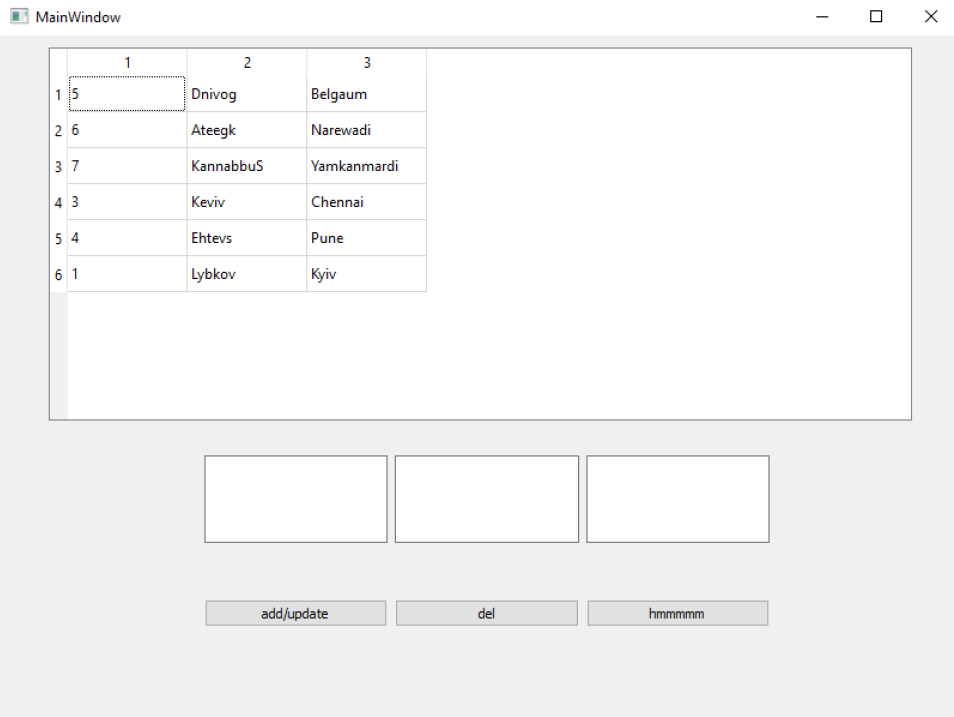 MainWindow
1 2 3
1 5 Dnivog Belgaum
2 6 Ateegk Narewadi
3 7 KannabbuS Yamkanmardi
4 3 Keviv Chennai
5 4 Ehtevs Pune
6 1 Lybkov Kyiv
add/update del hmmmmm